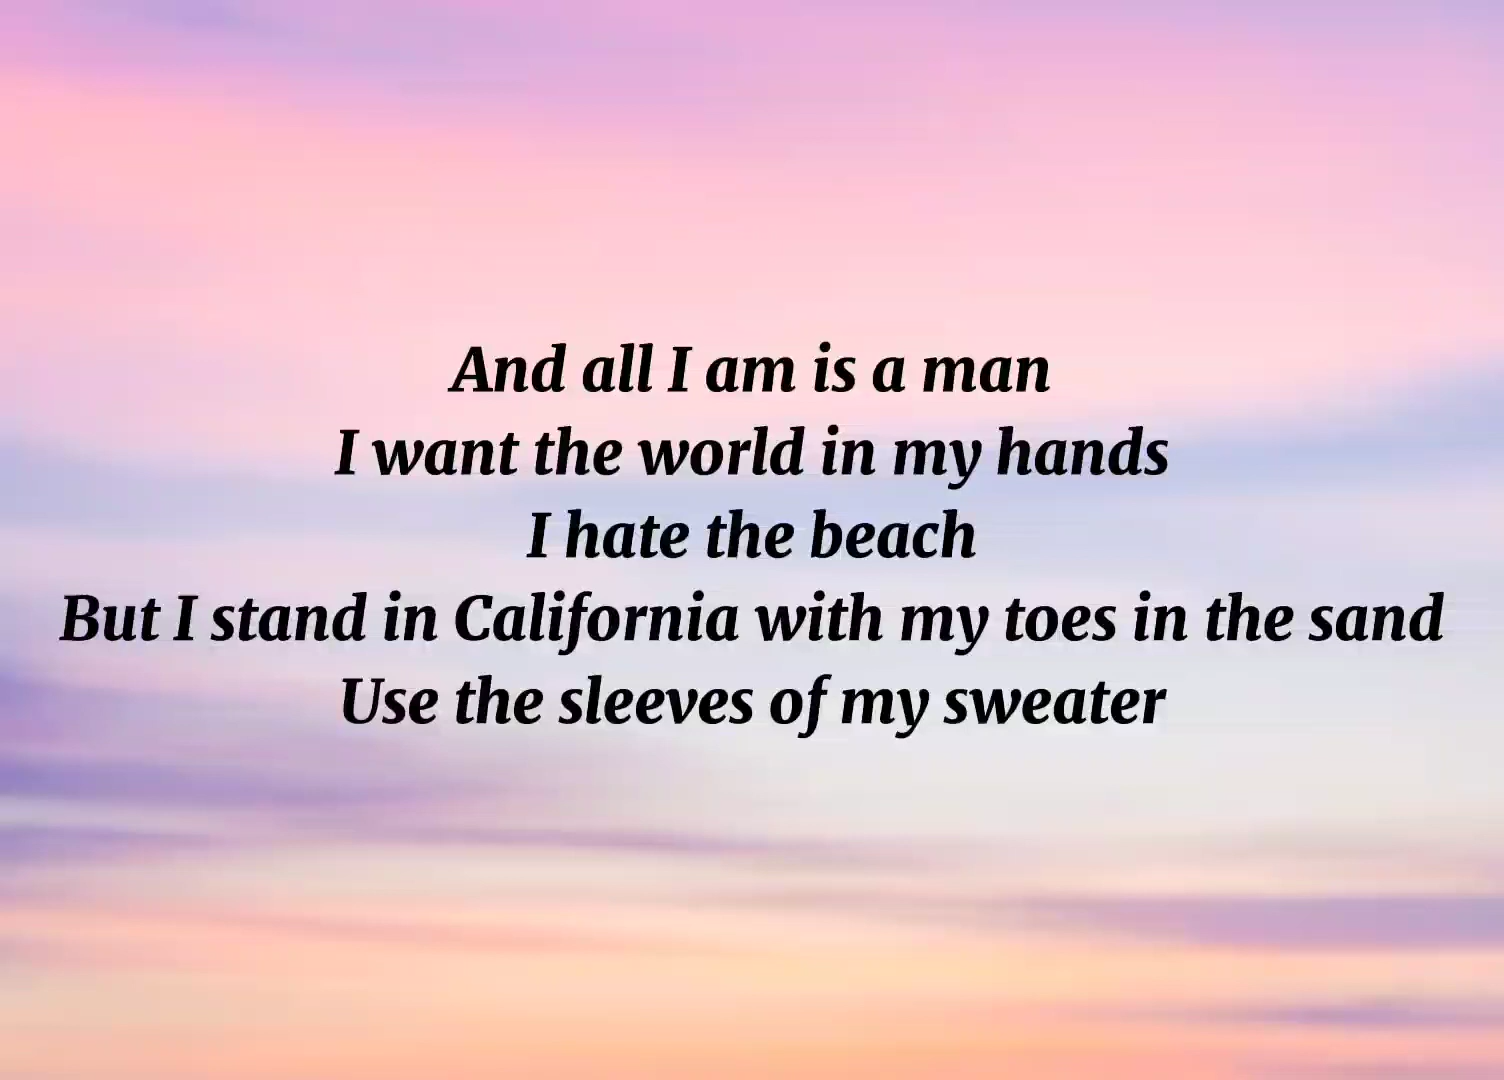 And all I am is a man
I want the world in my hands
I hate the beach
But I stand in California with my toes in the sand
Use the sleeves of my sweater